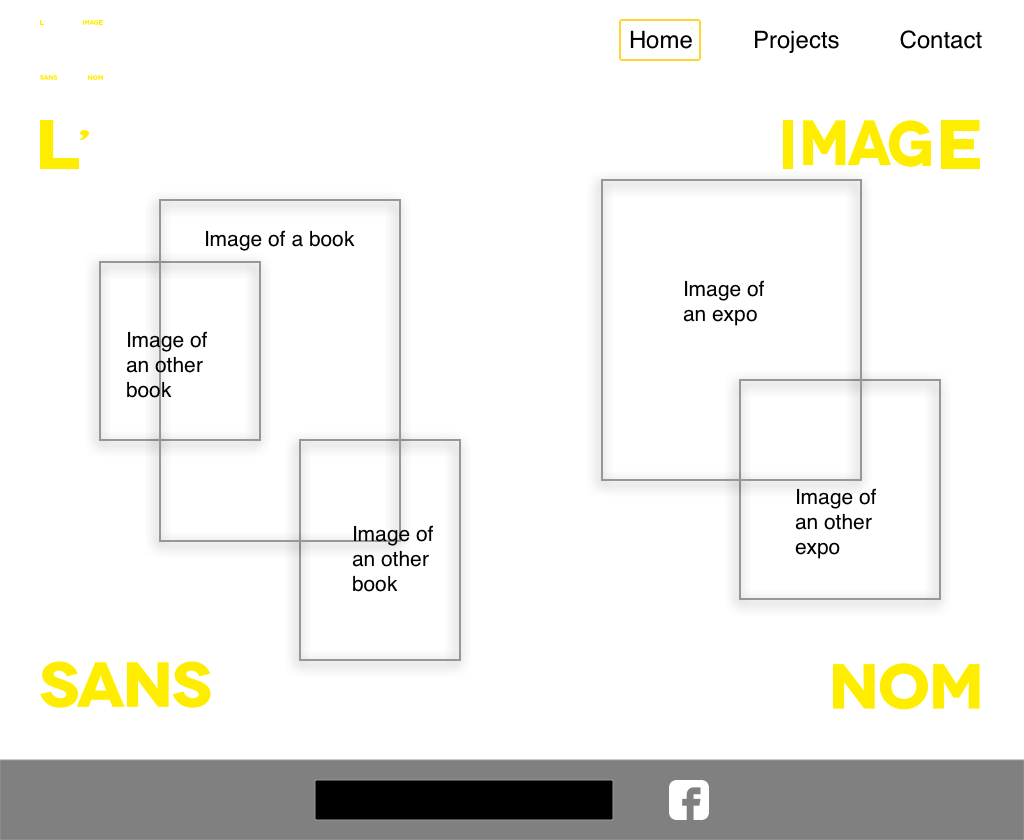 L' IMAGE
SANS NOM
Home Projects Contact
L’ IMAGE
Image of a book
Image of
an other
book
Image of
an other
book
Image of
an expo
Image of
an other
expo
SANS NOM